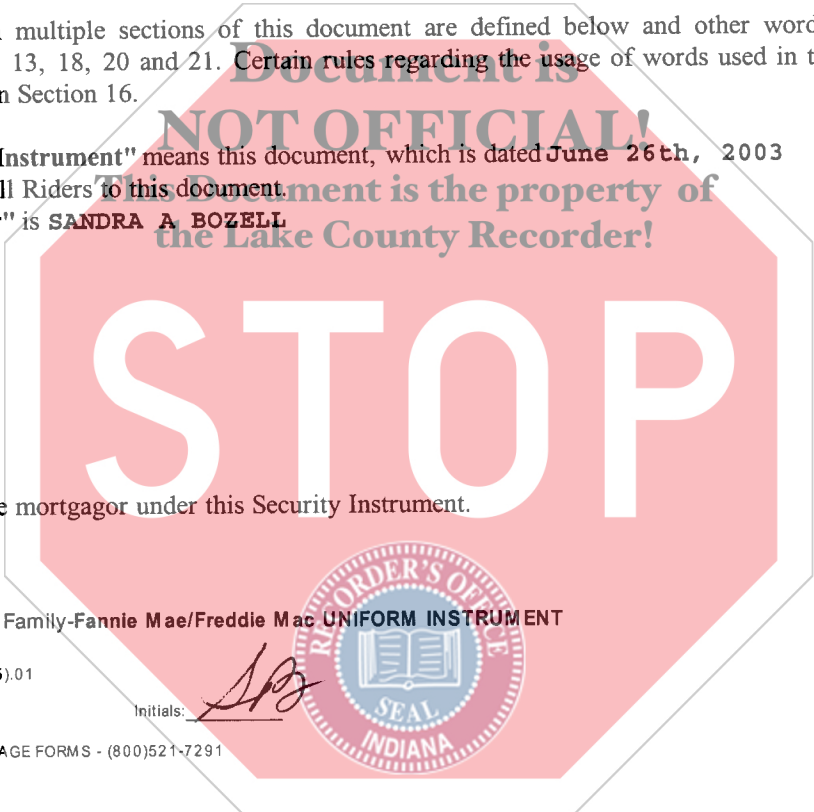 multiple sections of this document are defined below and other word
13, 18, 20 and 21. Certain rules regarding the usage of words used in t
n Section 16.
Document is
NOT OFFICIAL!
This Document is the property of
the Lake County Recorder!
Instrument" means this document, which is dated June 26th, 2003
ll Riders to this document.
" is SANDRA A BOZELL
STOP
e mortgagor under this Security Instrument.
Family-Fannie Mae/Freddie Mac UNIFORM INSTRUMENT
).01
Initials: SAB
AGE FORMS - (800)521-7291
RECORDER'S OFFICE
SEAL
INDIANA